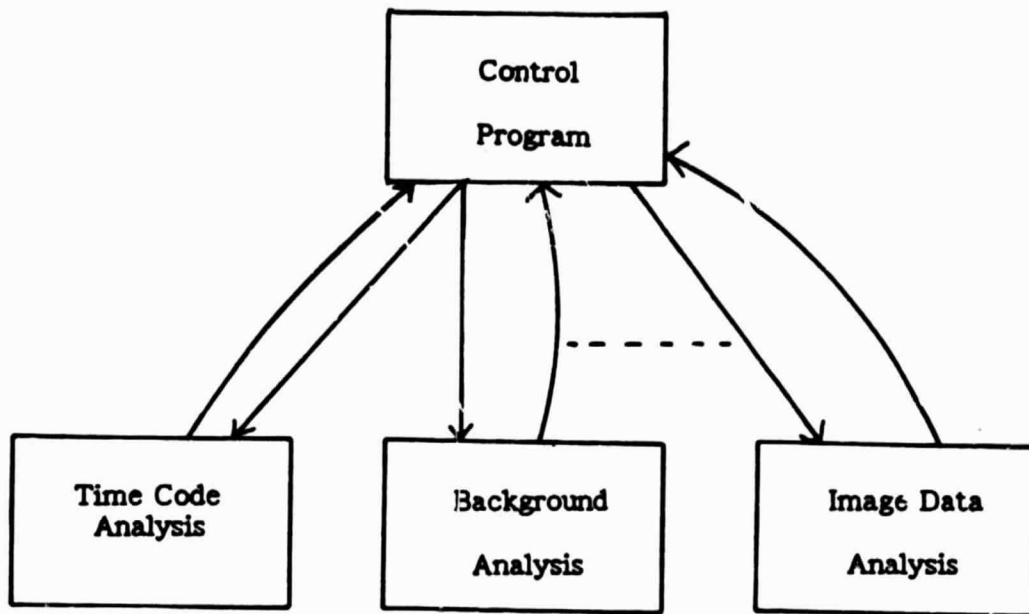 Control
Program
Time Code
Analysis
Background
Analysis
Image Data
Analysis